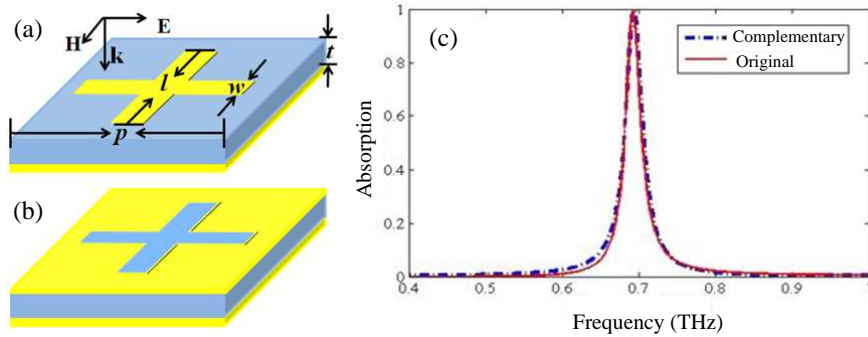 (a)
E
H
k
t
l
w
p
(b)
(c)
Complementary
Original
Absorption
1
0.8
0.6
0.4
0.2
0
0.4 0.5 0.6 0.7 0.8 0.9 1
Frequency (THz)